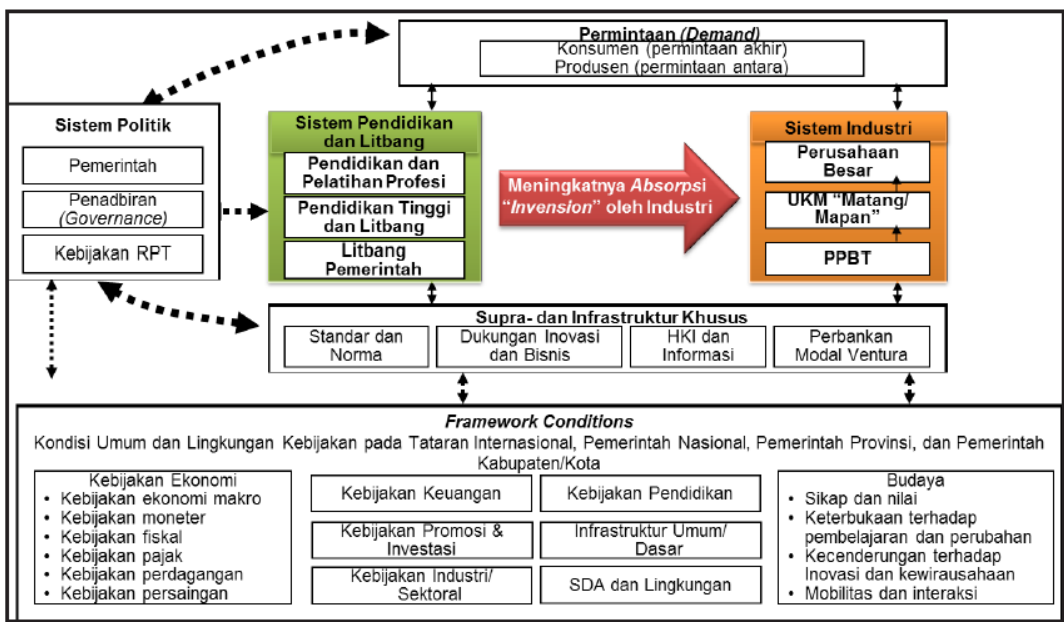 Permintaan (Demand)
Konsumen (permintaan akhir)
Produsen (permintaan antara)
Sistem Politik
Pemerintah
Penadbiran
(Governance)
Kebijakan RPT
Sistem Pendidikan
dan Litbang
Pendidikan dan
Pelatihan Profesi
Pendidikan Tinggi
dan Litbang
Litbang
Pemerintah
Meningkatnya Absorpsi
“Invension” oleh Industri
Sistem Industri
Perusahaan
Besar
UKM “Matang/
Mapan”
PPBT
Supra- dan Infrastruktur Khusus
Standar dan
Norma
Dukungan Inovasi
dan Bisnis
HKI dan
Informasi
Perbankan
Modal Ventura
Framework Conditions
Kondisi Umum dan Lingkungan Kebijakan pada Tataran Internasional, Pemerintah Nasional, Pemerintah Provinsi, dan Pemerintah
Kabupaten/Kota
Kebijakan Ekonomi
• Kebijakan ekonomi makro
• Kebijakan moneter
• Kebijakan fiskal
• Kebijakan pajak
• Kebijakan perdagangan
• Kebijakan persaingan
Kebijakan Keuangan
Kebijakan Pendidikan
Kebijakan Promosi &
Investasi
Infrastruktur Umum/
Dasar
Kebijakan Industri/
Sektoral
SDA dan Lingkungan
Budaya
• Sikap dan nilai
• Keterbukaan terhadap
pembelajaran dan perubahan
• Kecenderungan terhadap
Inovasi dan kewirausahaan
• Mobilitas dan interaksi